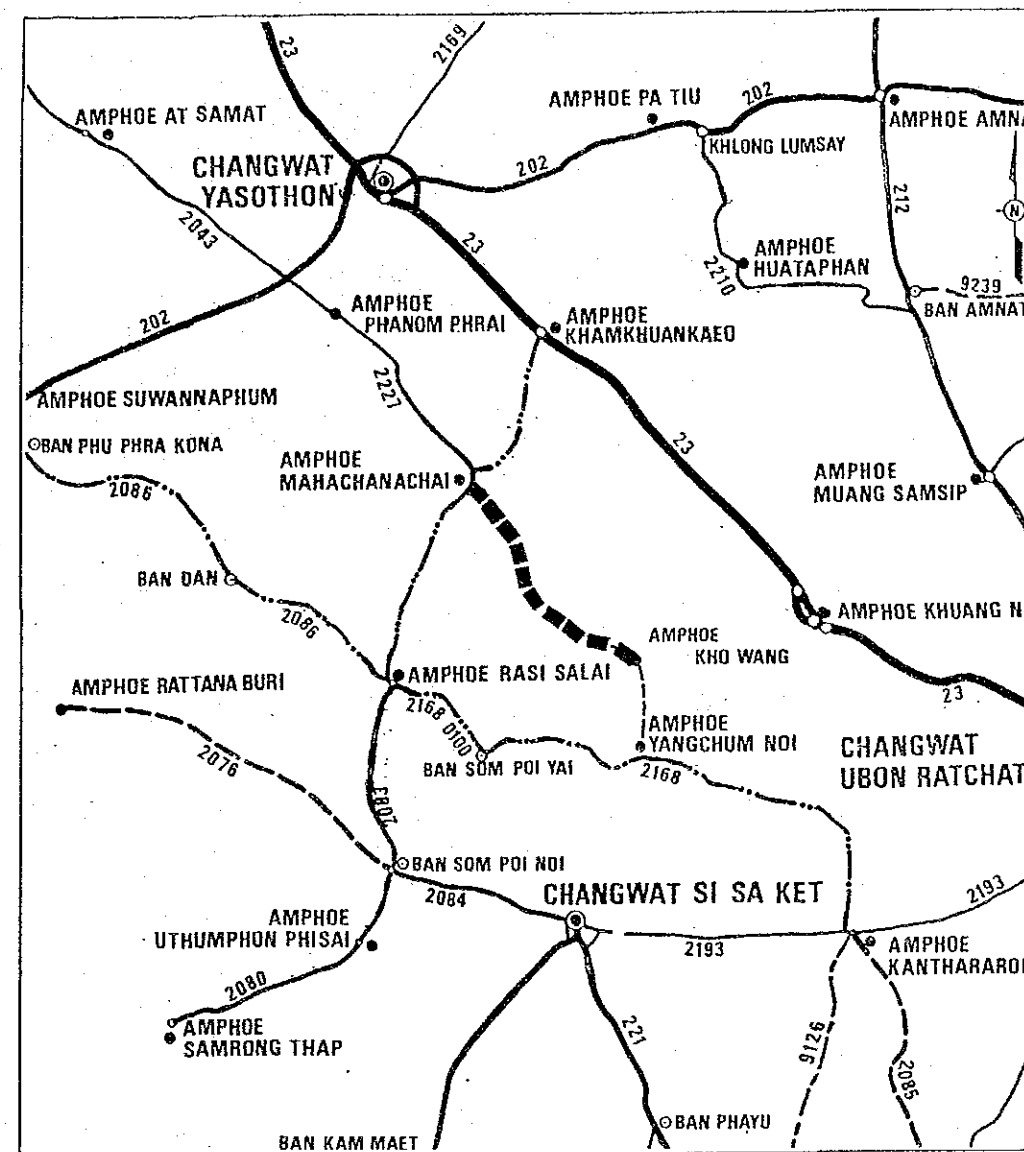 23
2169
AMPHOE AT SAMAT
AMPHOE PA TIU
202
AMPHOE AMNA
KHLONG LUMSAY
CHANGWAT
YASOTHON
202
212
N
2043
23
AMPHOE
HUATAPHAN
2210
9239
BAN AMNAT
AMPHOE
PHANOM PHRAI
AMPHOE
KHAMKHUANKAEO
202
2227
AMPHOE SUWANNAPHUM
BAN PHU PHRA KONA
23
AMPHOE
MAHACHANACHAI
AMPHOE
MUANG SAMSIP
2086
BAN DAN
2086
AMPHOE KHUANG N
AMPHOE
KHO WANG
AMPHOE RASI SALAI
AMPHOE RATTANA BURI
23
2168
0100
AMPHOE
YANGCHUM NOI
CHANGWAT
UBON RATCHAT
2076
BAN SOM POI YAI
2168
2083
BAN SOM POI NOI
2084
CHANGWAT SI SA KET
2193
AMPHOE
UTHUMPHON PHISAI
2193
AMPHOE
KANTHARAROM
2080
AMPHOE
SAMRONG THAP
221
9126
2085
BAN PHAYU
BAN KAM MAET